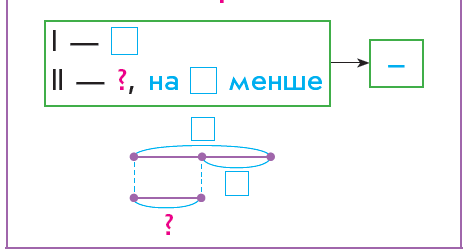 I — □
II — ?, на □ менше
–
?